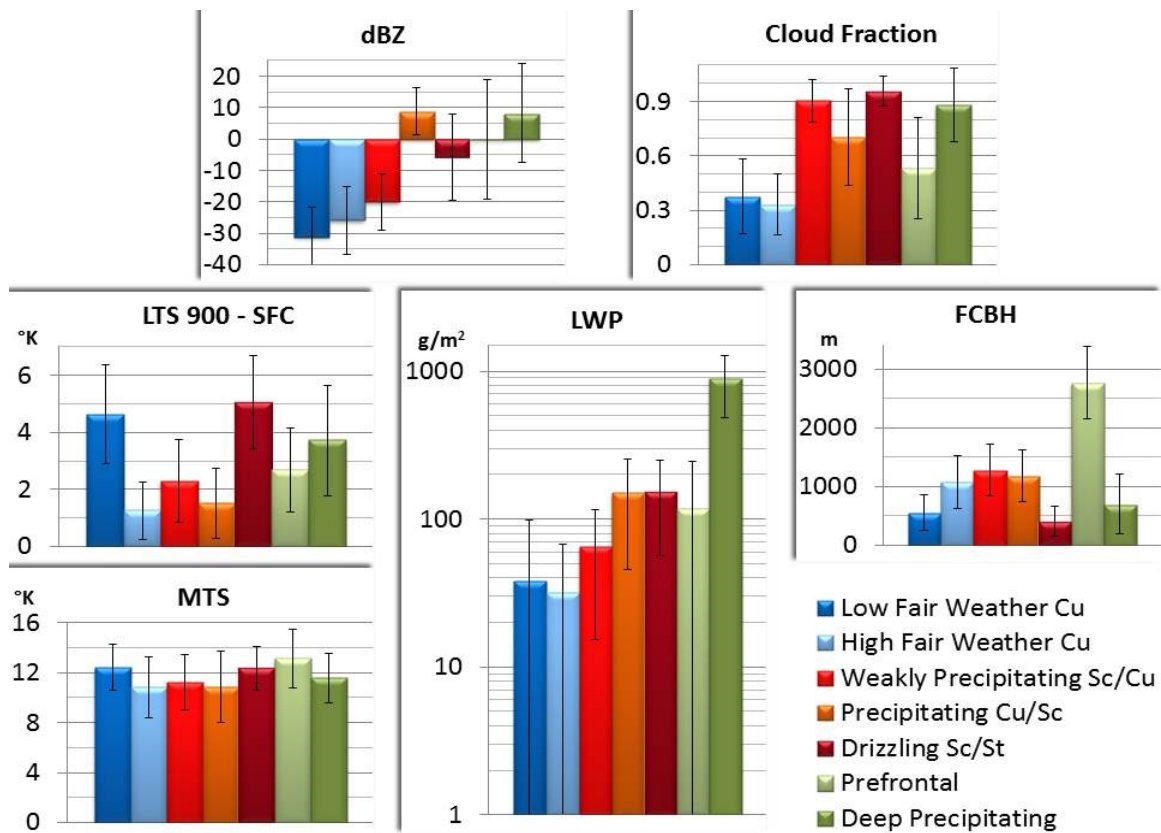 dBZ
20
10
0
-10
-20
-30
-40
Cloud Fraction
0.9
0.6
0.3
0
LTS 900 - SFC
°K
6
4
2
0
LWP
g/m²
1000
100
10
1
FCBH
m
3000
2000
1000
0
MTS
°K
16
12
8
4
0
Low Fair Weather Cu
High Fair Weather Cu
Weakly Precipitating Sc/Cu
Precipitating Cu/Sc
Drizzling Sc/St
Prefrontal
Deep Precipitating